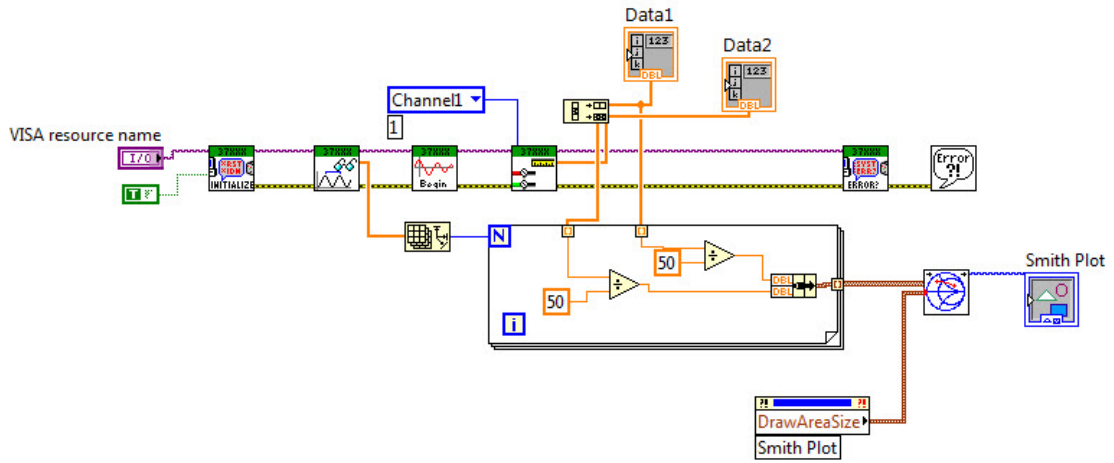 Data1
Data2
123
DBL
123
DBL
Channel1
1
VISA resource name
I/O
T
37XXX
*RST
*IDN
INITIALIZE
37XXX
37XXX
Begin
37XXX
37XXX
SYST
ERR?
ERROR?
Error
?!
N
50
50
DBL
DBL
i
Smith Plot
?!
?!
DrawAreaSize
Smith Plot